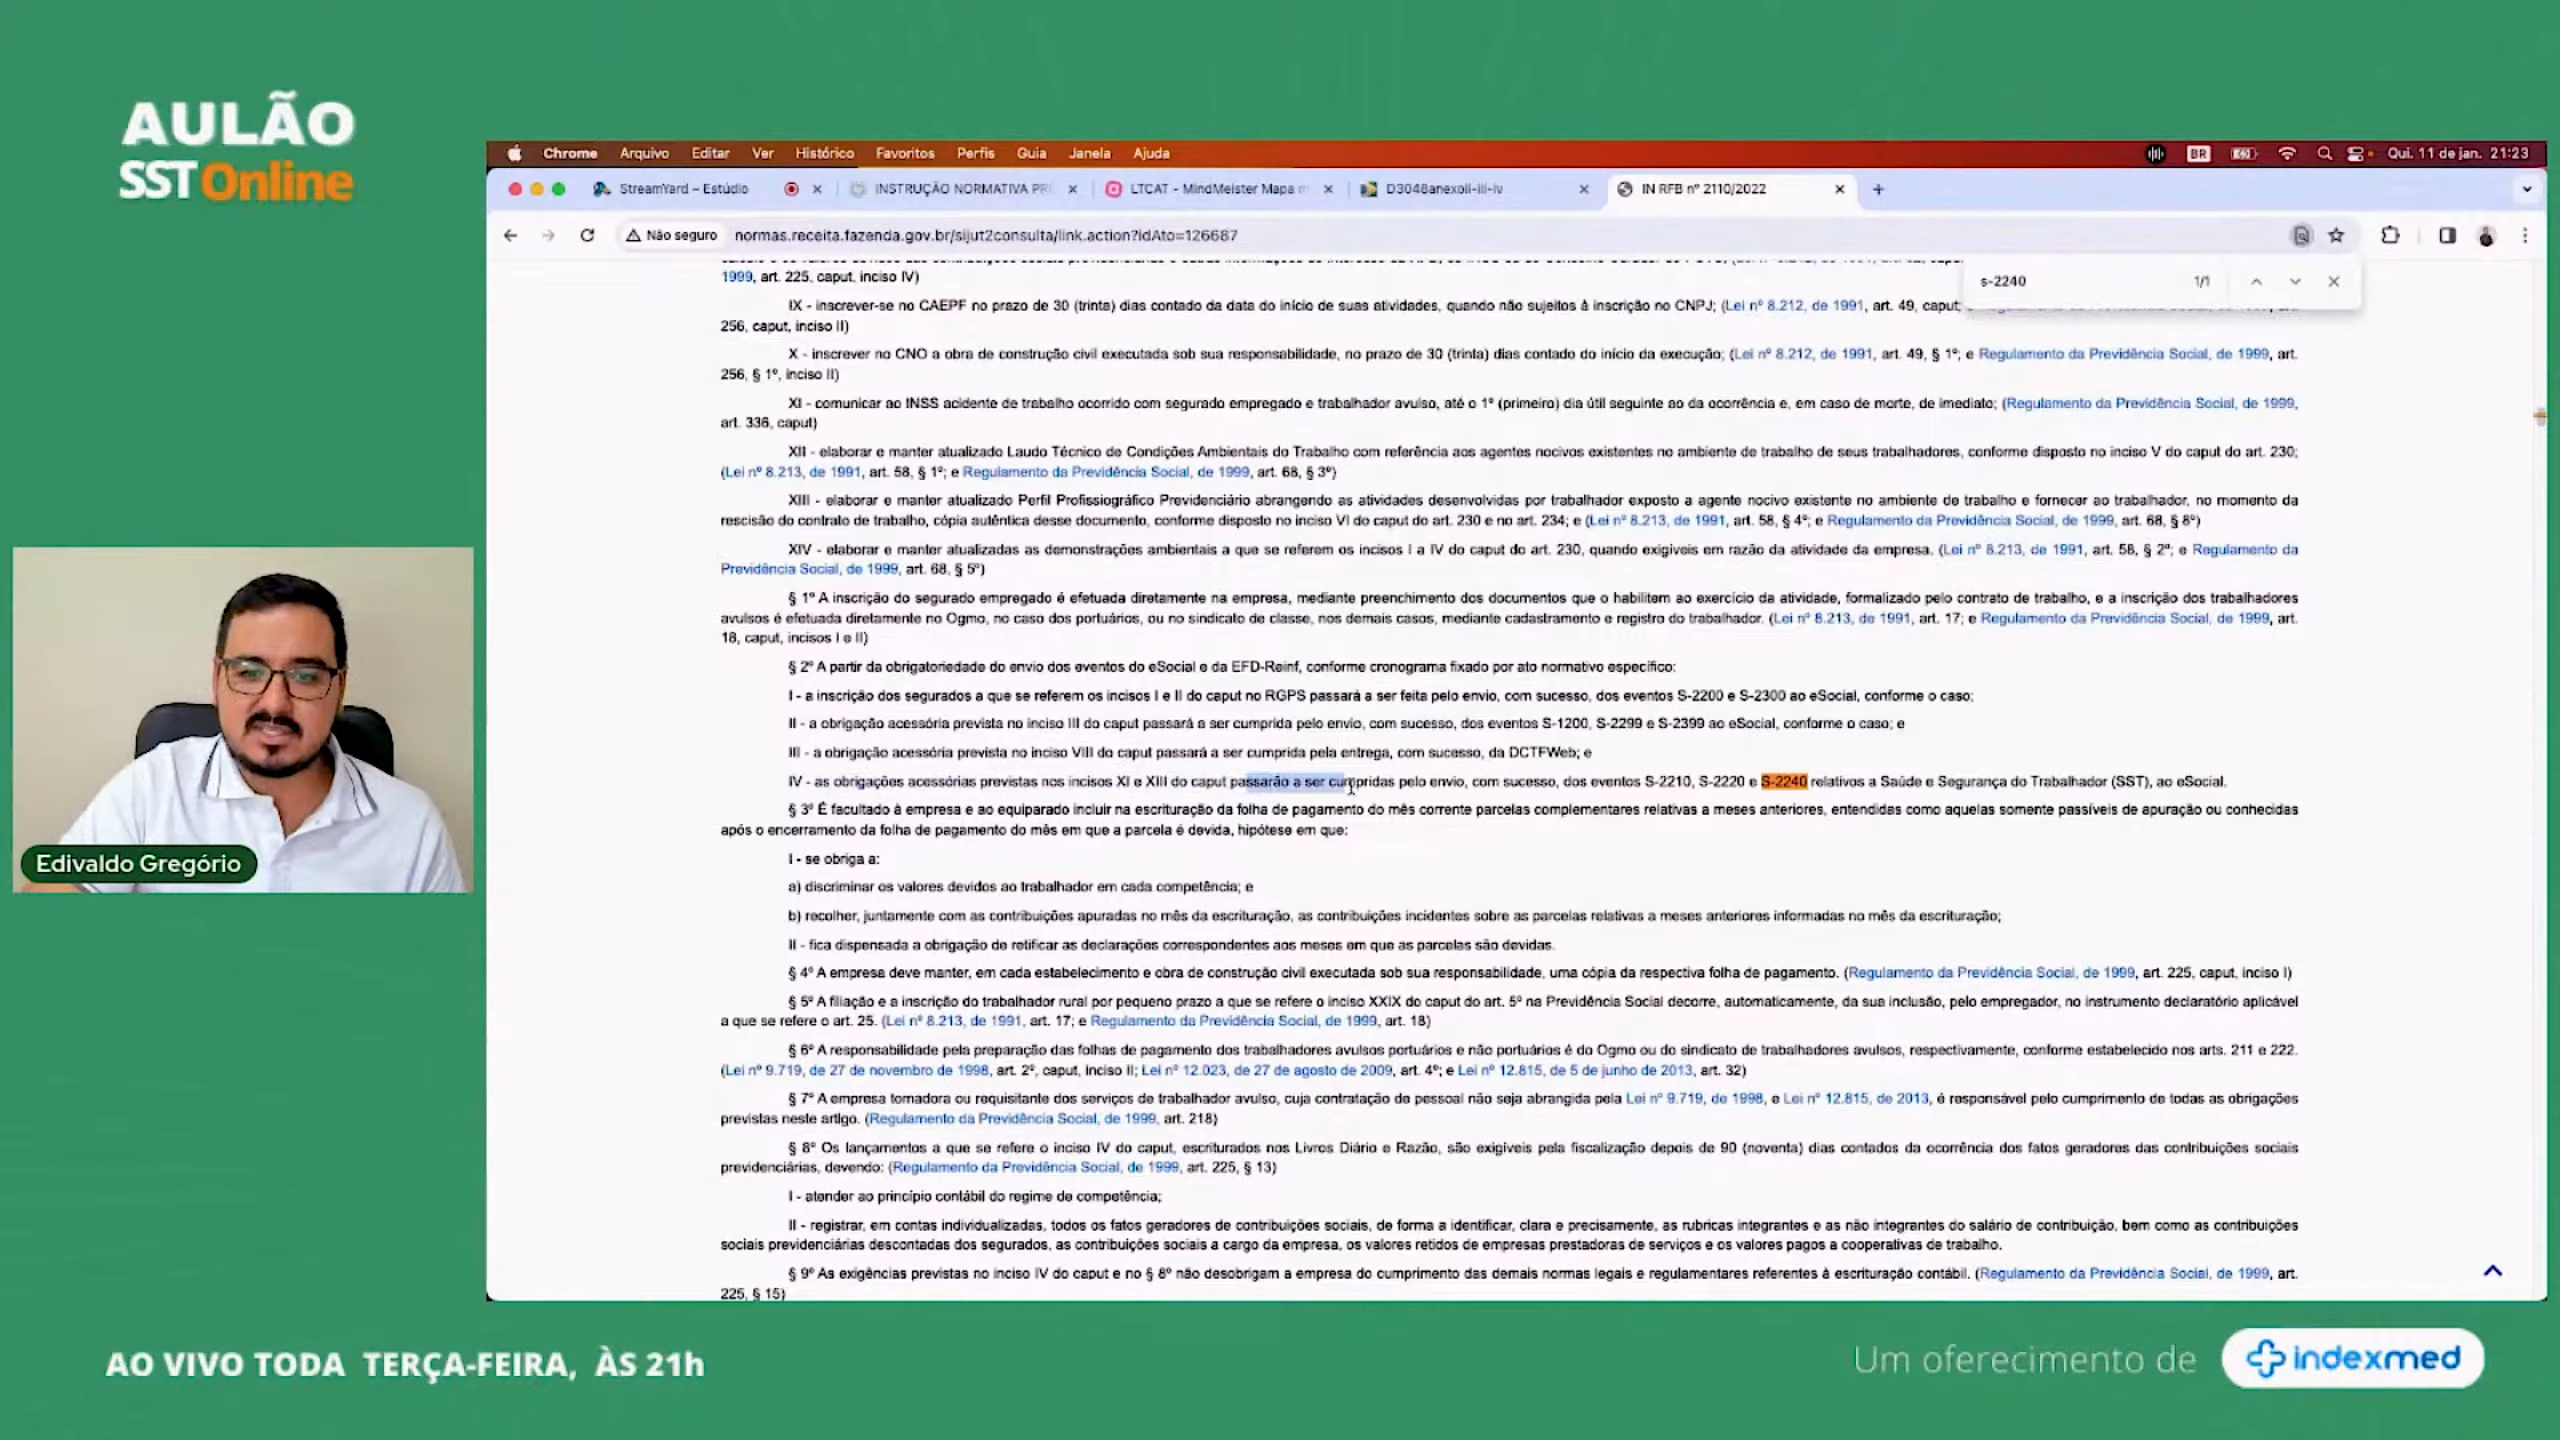 AULÃO
SST Online
Chrome Arquivo Editar Ver Histórico Favoritos Perfis Guia Janela Ajuda
BR
Qui. 11 de jan. 21:23
StreamYard – Estúdio
INSTRUÇÃO NORMATIVA PR
LTCAT - MindMeister Mapa m
D3048anexoII-III-IV
IN RFB nº 2110/2022
Não seguro
normas.receita.fazenda.gov.br/sijut2consulta/link.action?idAto=126687
s-2240
1/1
1999, art. 225, caput, inciso IV)
IX - inscrever-se no CAEPF no prazo de 30 (trinta) dias contado da data do início de suas atividades, quando não sujeitos à inscrição no CNPJ; (Lei nº 8.212, de 1991, art. 49, caput;
256, caput, inciso II)
X - inscrever no CNO a obra de construção civil executada sob sua responsabilidade, no prazo de 30 (trinta) dias contado do início da execução; (Lei nº 8.212, de 1991, art. 49, § 1º; e Regulamento da Previdência Social, de 1999, art.
256, § 1º, inciso II)
XI - comunicar ao INSS acidente de trabalho ocorrido com segurado empregado e trabalhador avulso, até o 1º (primeiro) dia útil seguinte ao da ocorrência e, em caso de morte, de imediato; (Regulamento da Previdência Social, de 1999,
art. 336, caput)
XII - elaborar e manter atualizado Laudo Técnico de Condições Ambientais do Trabalho com referência aos agentes nocivos existentes no ambiente de trabalho de seus trabalhadores, conforme disposto no inciso V do caput do art. 230;
(Lei nº 8.213, de 1991, art. 58, § 1º; e Regulamento da Previdência Social, de 1999, art. 68, § 3º)
XIII - elaborar e manter atualizado Perfil Profissiográfico Previdenciário abrangendo as atividades desenvolvidas por trabalhador exposto a agente nocivo existente no ambiente de trabalho e fornecer ao trabalhador, no momento da
rescisão do contrato de trabalho, cópia autêntica desse documento, conforme disposto no inciso VI do caput do art. 230 e no art. 234; e (Lei nº 8.213, de 1991, art. 58, § 4º; e Regulamento da Previdência Social, de 1999, art. 68, § 8º)
XIV - elaborar e manter atualizadas as demonstrações ambientais a que se referem os incisos I a IV do caput do art. 230, quando exigíveis em razão da atividade da empresa. (Lei nº 8.213, de 1991, art. 58, § 2º; e Regulamento da
Previdência Social, de 1999, art. 68, § 5º)
§ 1º A inscrição do segurado empregado é efetuada diretamente na empresa, mediante preenchimento dos documentos que o habilitem ao exercício da atividade, formalizado pelo contrato de trabalho, e a inscrição dos trabalhadores
avulsos é efetuada diretamente no Ogmo, no caso dos portuários, ou no sindicato de classe, nos demais casos, mediante cadastramento e registro do trabalhador. (Lei nº 8.213, de 1991, art. 17; e Regulamento da Previdência Social, de 1999, art.
18, caput, incisos I e II)
§ 2º A partir da obrigatoriedade do envio dos eventos do eSocial e da EFD-Reinf, conforme cronograma fixado por ato normativo específico:
I - a inscrição dos segurados a que se referem os incisos I e II do caput no RGPS passará a ser feita pelo envio, com sucesso, dos eventos S-2200 e S-2300 ao eSocial, conforme o caso;
II - a obrigação acessória prevista no inciso III do caput passará a ser cumprida pelo envio, com sucesso, dos eventos S-1200, S-2299 e S-2399 ao eSocial, conforme o caso; e
III - a obrigação acessória prevista no inciso VIII do caput passará a ser cumprida pela entrega, com sucesso, da DCTFWeb; e
IV - as obrigações acessórias previstas nos incisos XI e XIII do caput passarão a ser cumpridas pelo envio, com sucesso, dos eventos S-2210, S-2220 e S-2240 relativos a Saúde e Segurança do Trabalhador (SST), ao eSocial.
§ 3º É facultado à empresa e ao equiparado incluir na escrituração da folha de pagamento do mês corrente parcelas complementares relativas a meses anteriores, entendidas como aquelas somente passíveis de apuração ou conhecidas
após o encerramento da folha de pagamento do mês em que a parcela é devida, hipótese em que:
I - se obriga a:
a) discriminar os valores devidos ao trabalhador em cada competência; e
b) recolher, juntamente com as contribuições apuradas no mês da escrituração, as contribuições incidentes sobre as parcelas relativas a meses anteriores informadas no mês da escrituração;
II - fica dispensada a obrigação de retificar as declarações correspondentes aos meses em que as parcelas são devidas.
§ 4º A empresa deve manter, em cada estabelecimento e obra de construção civil executada sob sua responsabilidade, uma cópia da respectiva folha de pagamento. (Regulamento da Previdência Social, de 1999, art. 225, caput, inciso I)
§ 5º A filiação e a inscrição do trabalhador rural por pequeno prazo a que se refere o inciso XXIX do caput do art. 5º na Previdência Social decorre, automaticamente, da sua inclusão, pelo empregador, no instrumento declaratório aplicável
a que se refere o art. 25. (Lei nº 8.213, de 1991, art. 17; e Regulamento da Previdência Social, de 1999, art. 18)
§ 6º A responsabilidade pela preparação das folhas de pagamento dos trabalhadores avulsos portuários e não portuários é do Ogmo ou do sindicato de trabalhadores avulsos, respectivamente, conforme estabelecido nos arts. 211 e 222.
(Lei nº 9.719, de 27 de novembro de 1998, art. 2º, caput, inciso II; Lei nº 12.023, de 27 de agosto de 2009, art. 4º; e Lei nº 12.815, de 5 de junho de 2013, art. 32)
§ 7º A empresa tomadora ou requisitante dos serviços de trabalhador avulso, cuja contratação de pessoal não seja abrangida pela Lei nº 9.719, de 1998, e Lei nº 12.815, de 2013, é responsável pelo cumprimento de todas as obrigações
previstas neste artigo. (Regulamento da Previdência Social, de 1999, art. 218)
§ 8º Os lançamentos a que se refere o inciso IV do caput, escriturados nos Livros Diário e Razão, são exigíveis pela fiscalização depois de 90 (noventa) dias contados da ocorrência dos fatos geradores das contribuições sociais
previdenciárias, devendo: (Regulamento da Previdência Social, de 1999, art. 225, § 13)
I - atender ao princípio contábil do regime de competência;
II - registrar, em contas individualizadas, todos os fatos geradores de contribuições sociais, de forma a identificar, clara e precisamente, as rubricas integrantes e as não integrantes do salário de contribuição, bem como as contribuições
sociais previdenciárias descontadas dos segurados, as contribuições sociais a cargo da empresa, os valores retidos de empresas prestadoras de serviços e os valores pagos a cooperativas de trabalho.
§ 9º As exigências previstas no inciso IV do caput e no § 8º não desobrigam a empresa do cumprimento das demais normas legais e regulamentares referentes à escrituração contábil. (Regulamento da Previdência Social, de 1999, art.
225, § 15)
Edivaldo Gregório
AO VIVO TODA TERÇA-FEIRA, ÀS 21h
Um oferecimento de indexmed